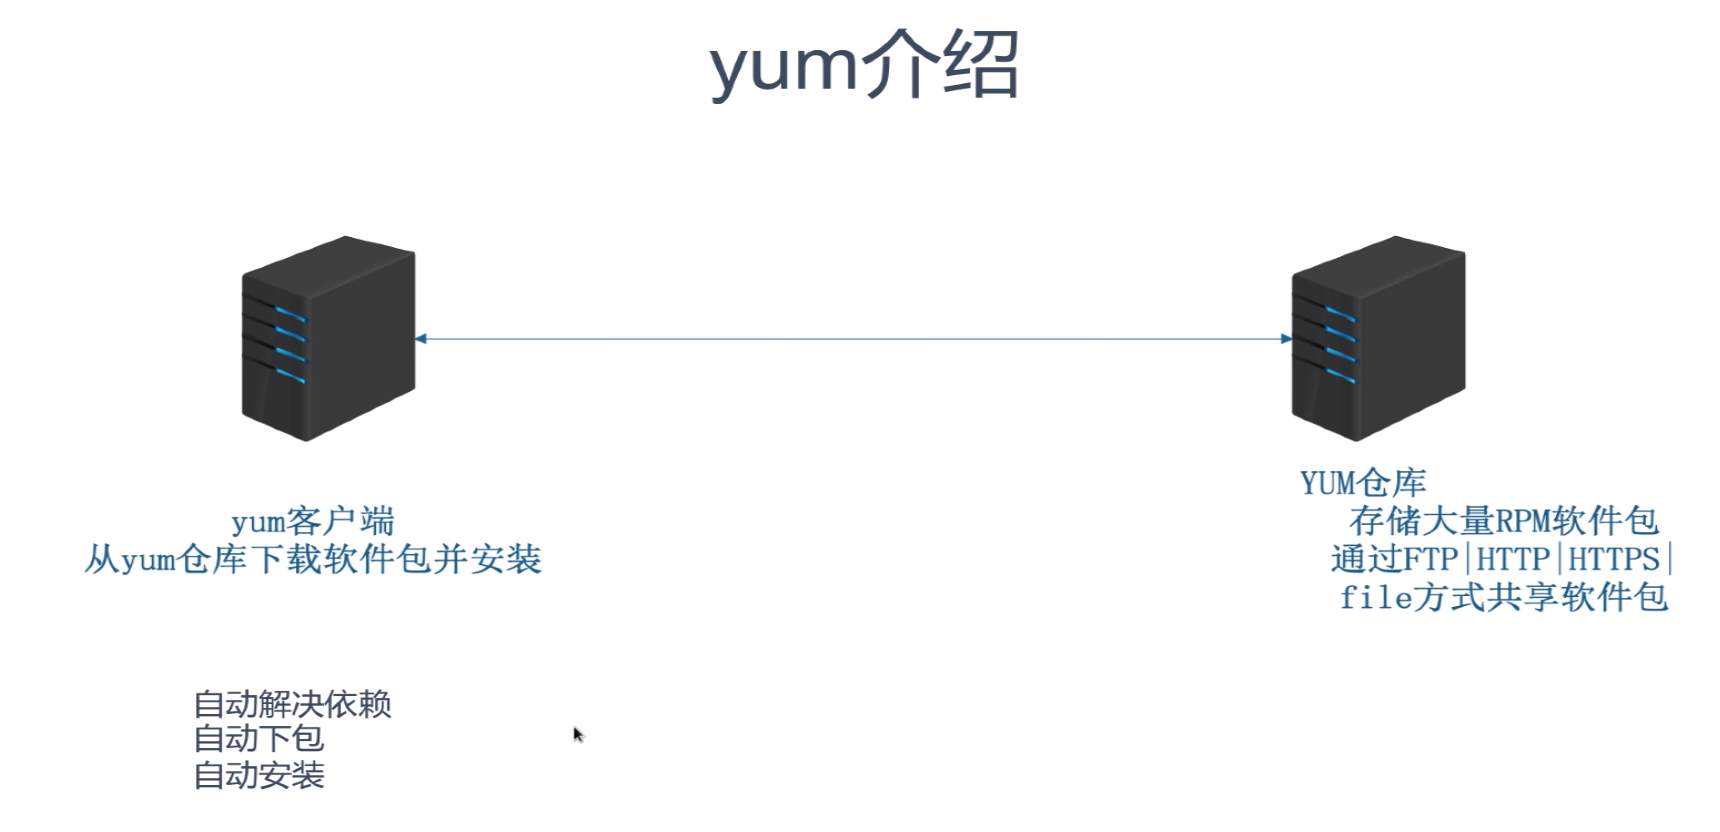 yum介绍
yum客户端
从yum仓库下载软件包并安装
YUM仓库
存储大量RPM软件包
通过FTP|HTTP|HTTPS|
file方式共享软件包
自动解决依赖
自动下包
自动安装